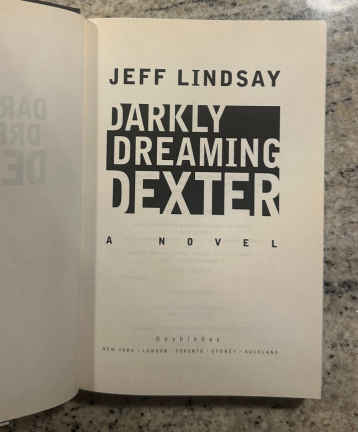 JEFF LINDSAY
DARKLY
DREAMING
DEXTER
A NOVEL
Doubleday
NEW YORK · LONDON · TORONTO · SYDNEY · AUCKLAND